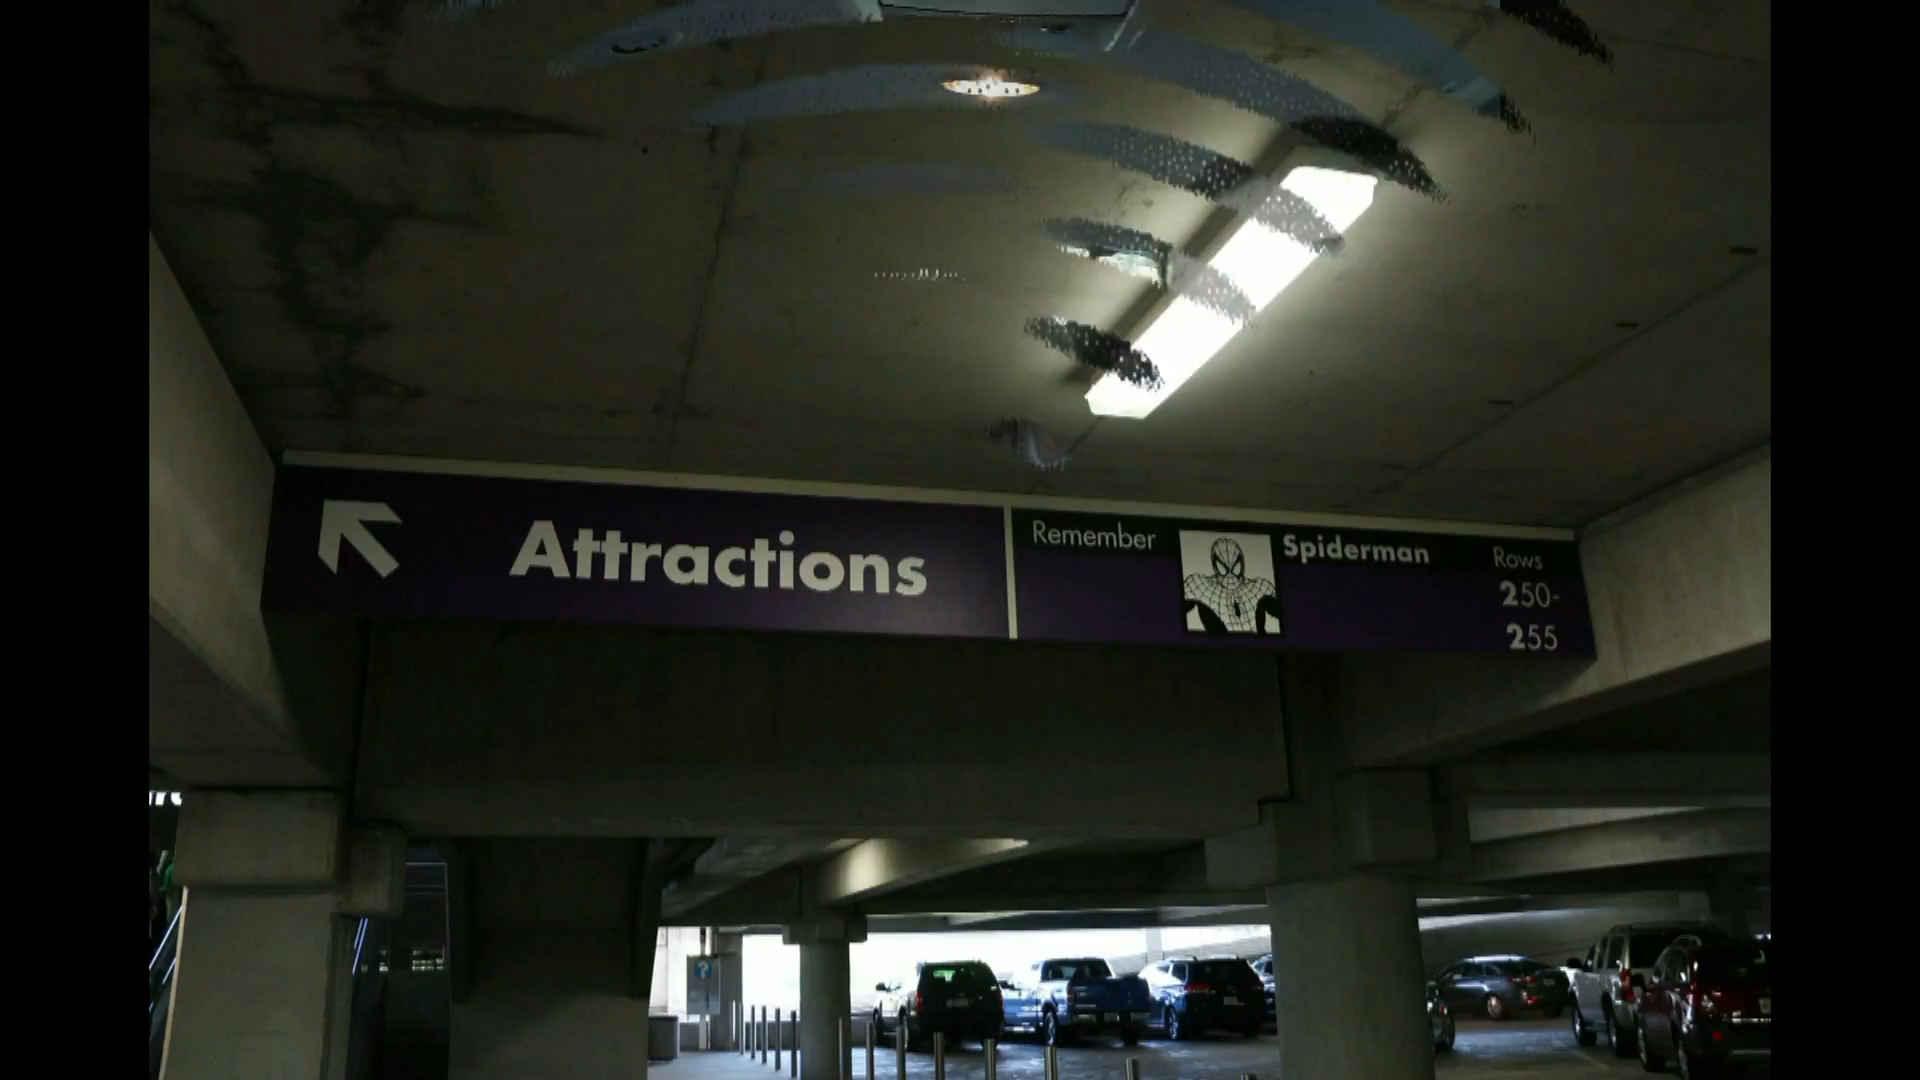 Attractions
Remember
Spiderman
Rows
250-
255
?